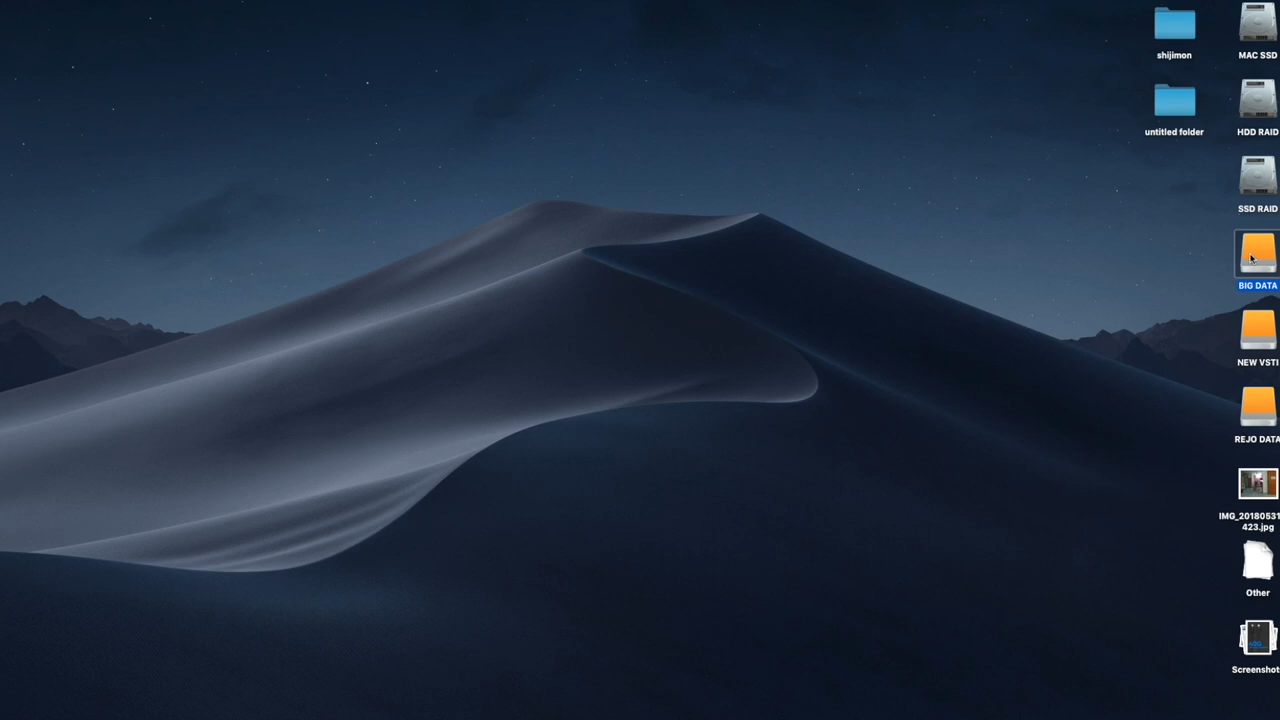 shijimon
MAC SSD
untitled folder
HDD RAID
SSD RAID
BIG DATA
NEW VSTI
REJO DATA
IMG_20180531
423.jpg
Other
Screenshot